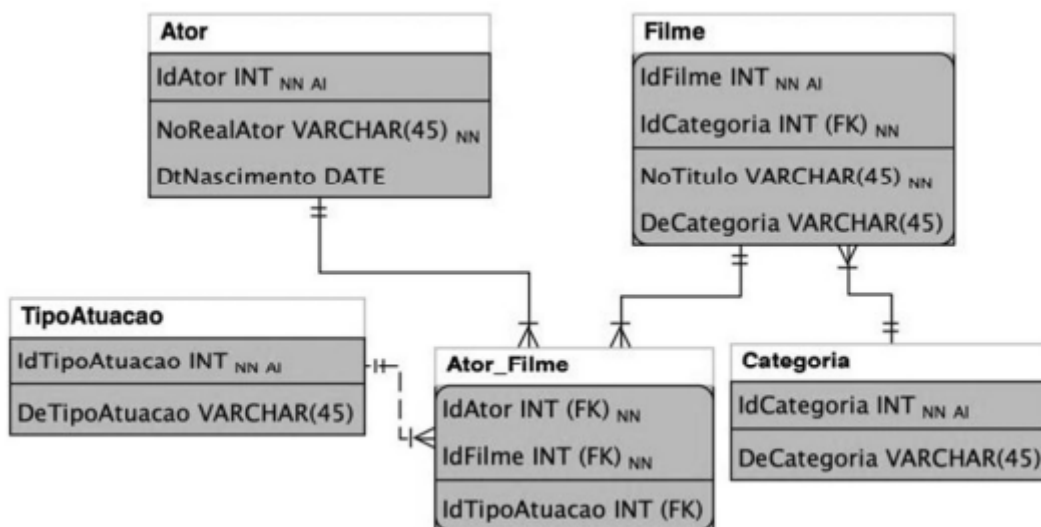 Ator
IdAtor INT NN AI
NoRealAtor VARCHAR(45) NN
DtNascimento DATE
Filme
IdFilme INT NN AI
IdCategoria INT (FK) NN
NoTitulo VARCHAR(45) NN
DeCategoria VARCHAR(45)
TipoAtuacao
IdTipoAtuacao INT NN AI
DeTipoAtuacao VARCHAR(45)
Ator_Filme
IdAtor INT (FK) NN
IdFilme INT (FK) NN
IdTipoAtuacao INT (FK)
Categoria
IdCategoria INT NN AI
DeCategoria VARCHAR(45)